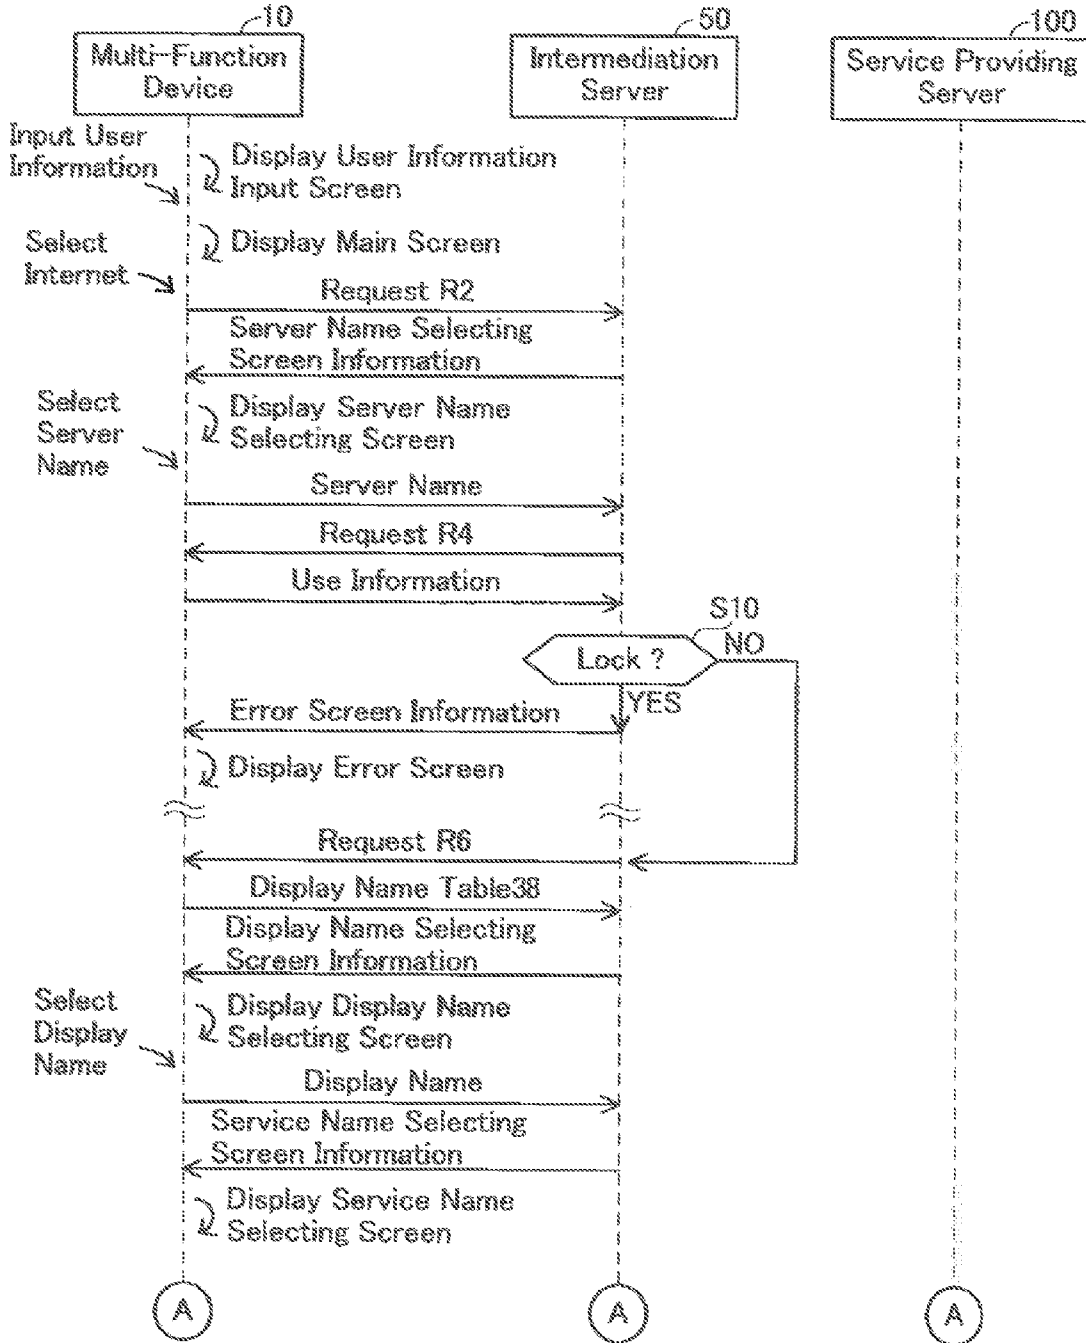 10
50
100
Multi-Function
Device
Intermediation
Server
Service Providing
Server
Input User
Information
Display User Information
Input Screen
Select
Internet
Display Main Screen
Request R2
Server Name Selecting
Screen Information
Select
Server
Name
Display Server Name
Selecting Screen
Server Name
Request R4
Use Information
S10
Lock ?
NO
YES
Error Screen Information
Display Error Screen
Request R6
Display Name Table38
Display Name Selecting
Screen Information
Select
Display
Name
Display Display Name
Selecting Screen
Display Name
Service Name Selecting
Screen Information
Display Service Name
Selecting Screen
A
A
A